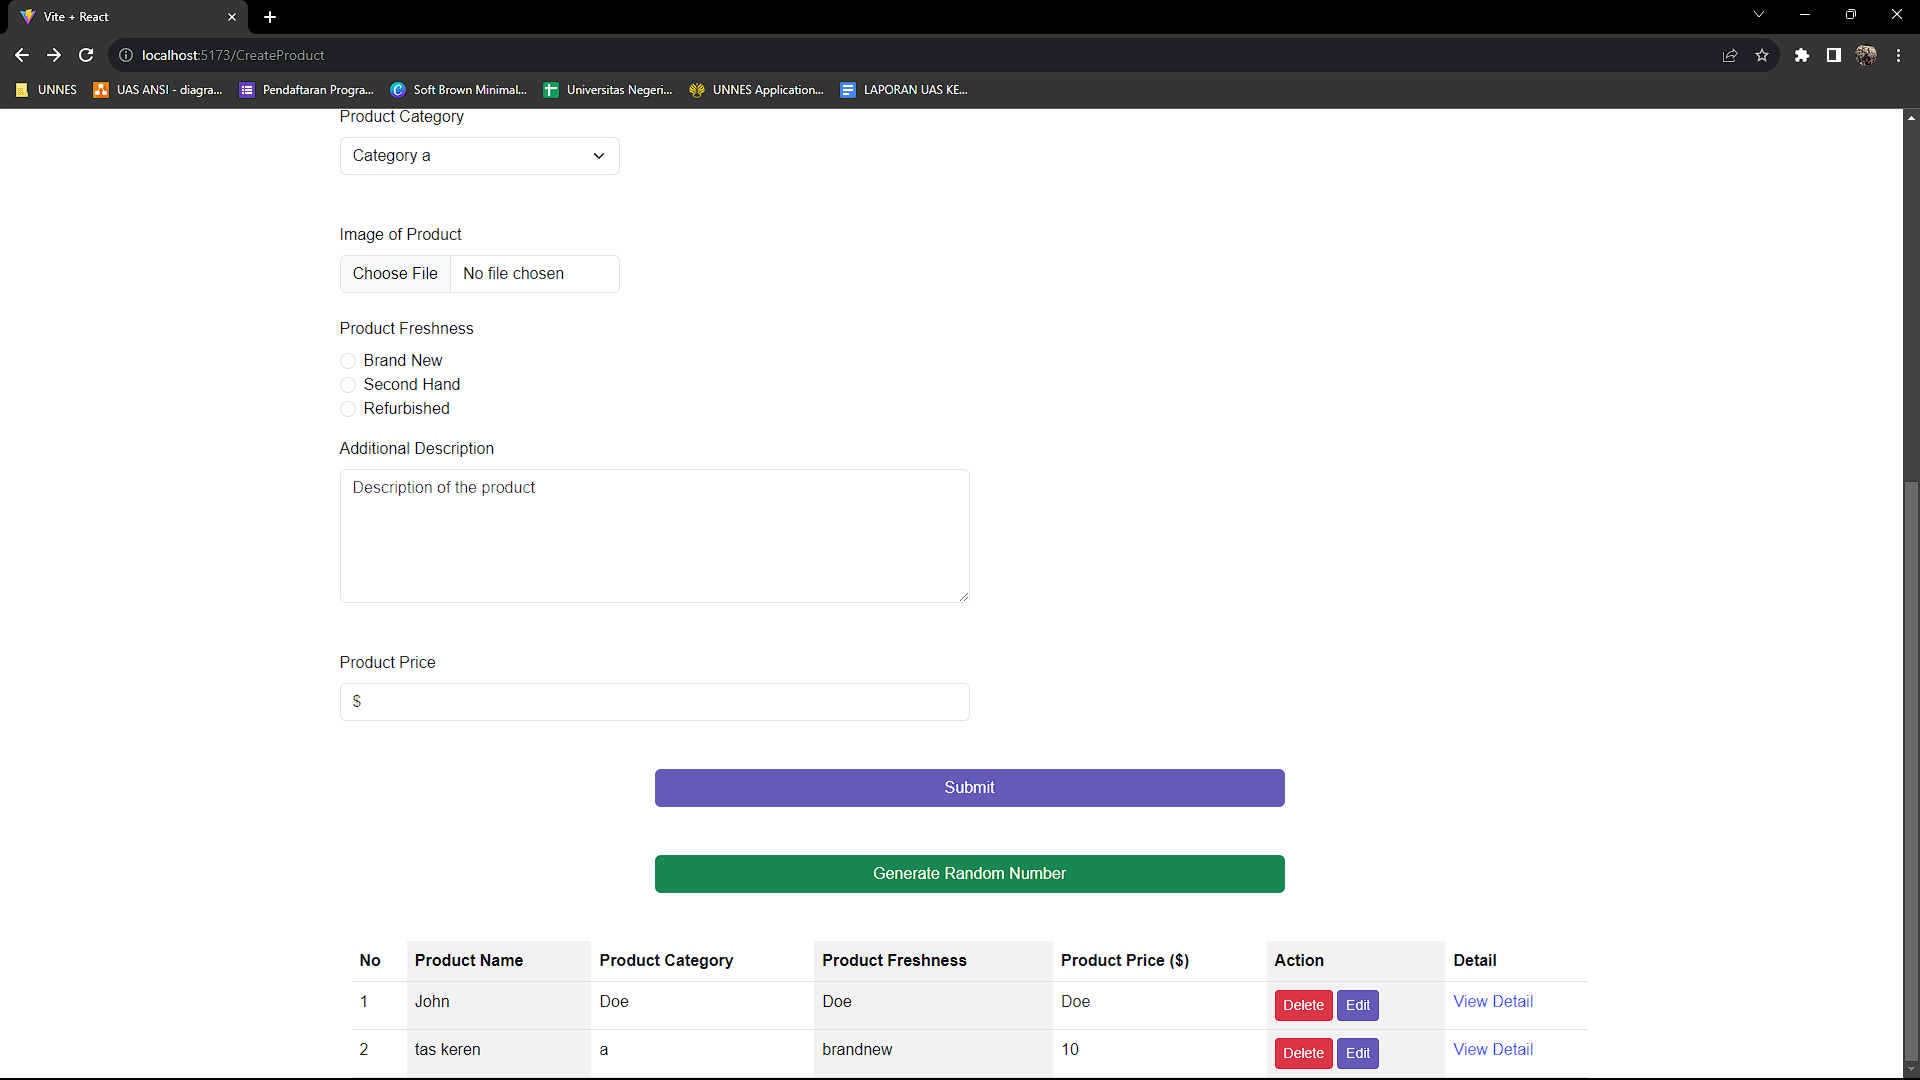 Vite + React
localhost:5173/CreateProduct
UNNES
UAS ANSI - diagra...
Pendaftaran Progra...
Soft Brown Minimal...
Universitas Negeri...
UNNES Application...
LAPORAN UAS KE...
Product Category
Category a
Image of Product
Choose File No file chosen
Product Freshness
Brand New
Second Hand
Refurbished
Additional Description
Description of the product
Product Price
$
Submit
Generate Random Number
No Product Name Product Category Product Freshness Product Price ($) Action Detail
1 John Doe Doe Doe Delete Edit View Detail
2 tas keren a brandnew 10 Delete Edit View Detail